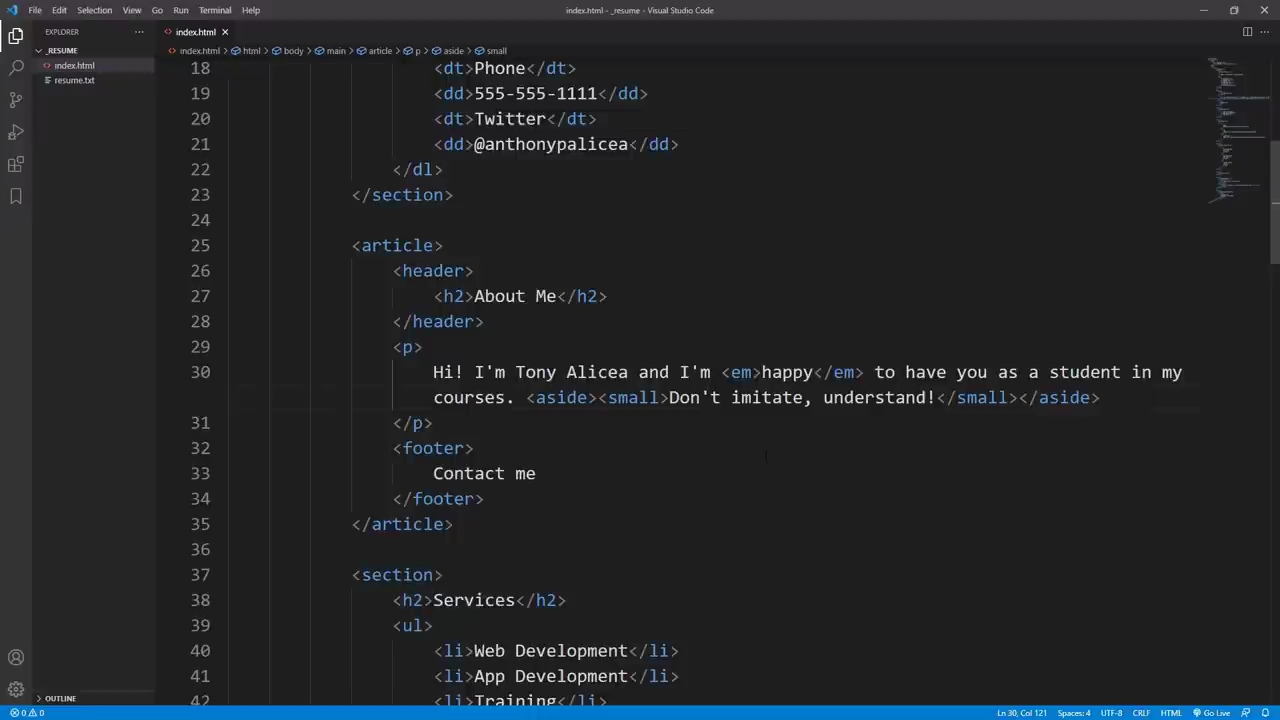 File Edit Selection View Go Run Terminal Help
index.html - _resume - Visual Studio Code
EXPLORER
_RESUME
index.html
resume.txt
OUTLINE
index.html
index.html html body main article p aside small
18 <dt>Phone</dt>
19 <dd>555-555-1111</dd>
20 <dt>Twitter</dt>
21 <dd>@anthonypalicea</dd>
22 </dl>
23 </section>
24
25 <article>
26 <header>
27 <h2>About Me</h2>
28 </header>
29 <p>
30 Hi! I'm Tony Alicea and I'm <em>happy</em> to have you as a student in my
courses. <aside><small>Don't imitate, understand!</small></aside>
31 </p>
32 <footer>
33 Contact me
34 </footer>
35 </article>
36
37 <section>
38 <h2>Services</h2>
39 <ul>
40 <li>Web Development</li>
41 <li>App Development</li>
42 <li>Training</li>
0 0 Ln 30, Col 121 Spaces: 4 UTF-8 CRLF HTML Go Live